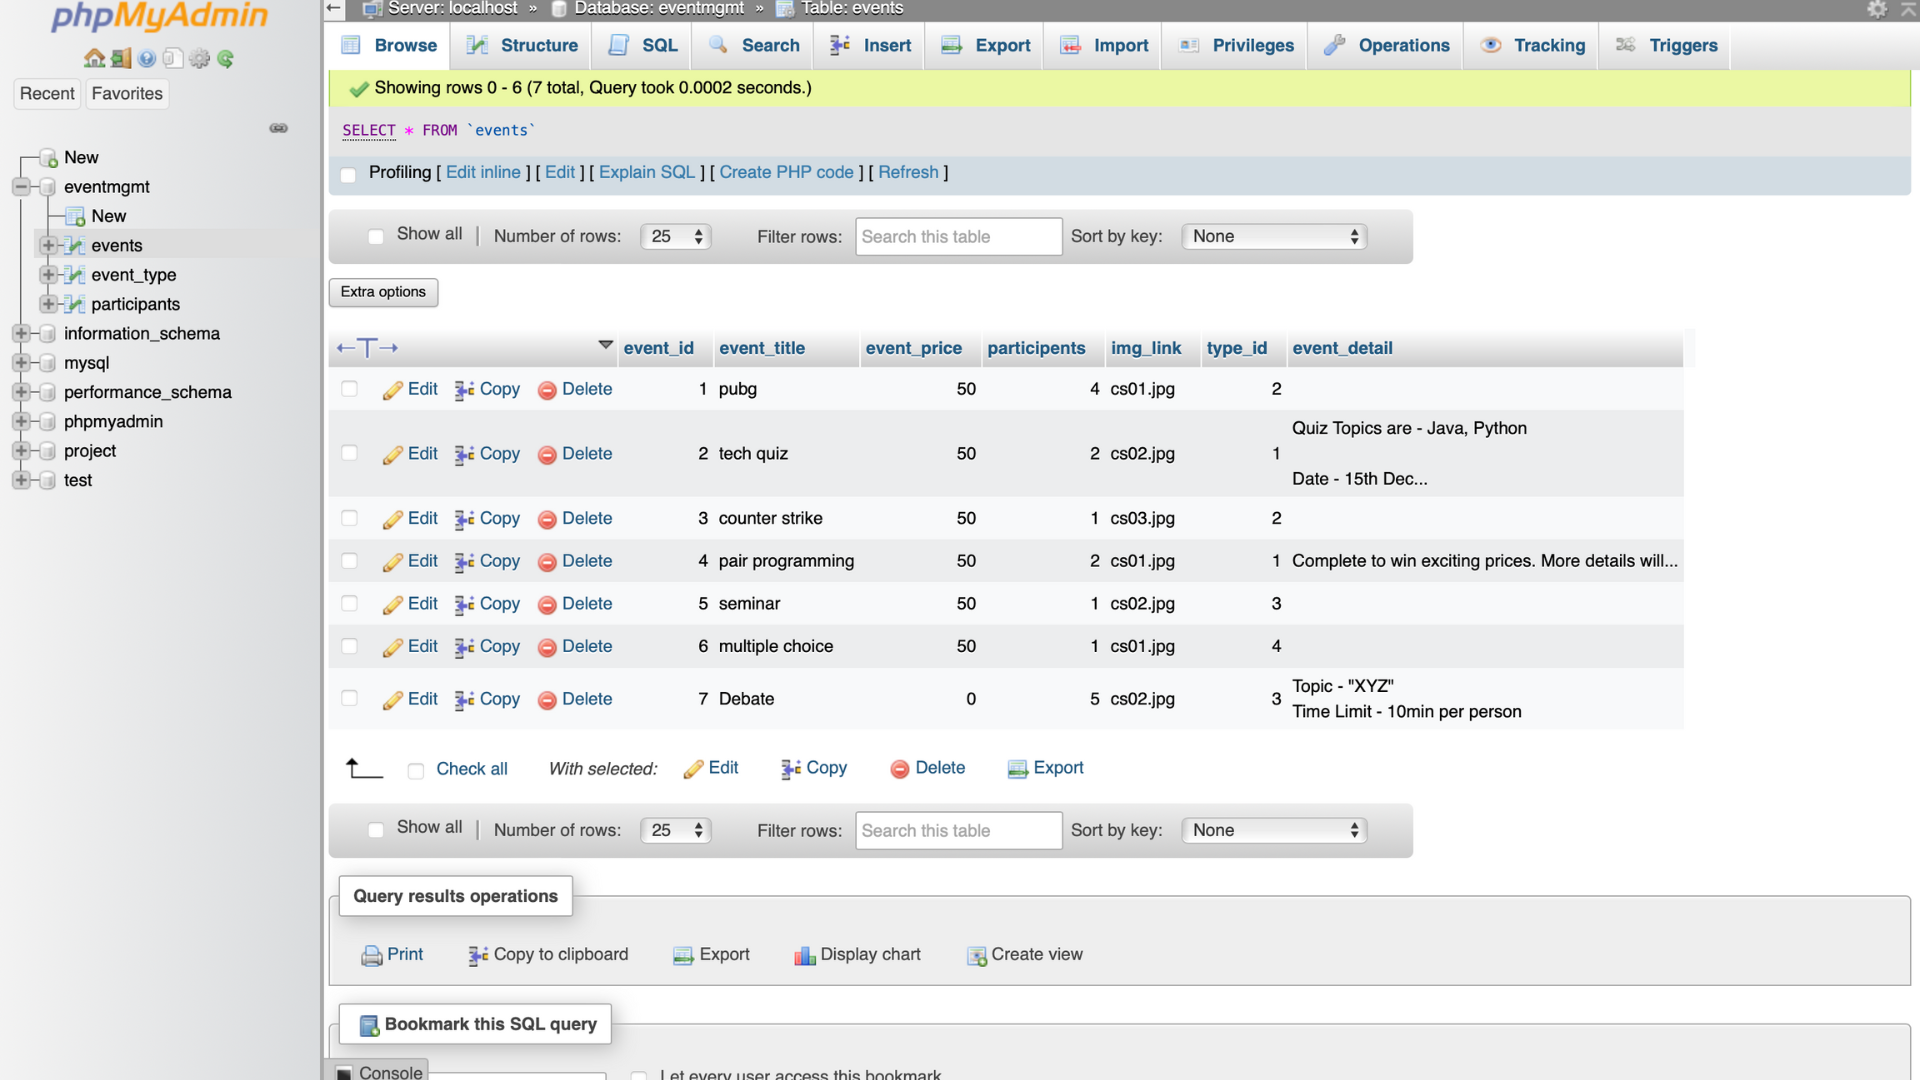 phpMyAdmin
Recent Favorites
New
eventmgmt
New
events
event_type
participants
information_schema
mysql
performance_schema
phpmyadmin
project
test
Server: localhost » Database: eventmgmt » Table: events
Browse Structure SQL Search Insert Export Import Privileges Operations Tracking Triggers
Showing rows 0 - 6 (7 total, Query took 0.0002 seconds.)
SELECT * FROM `events`
Profiling [ Edit inline ] [ Edit ] [ Explain SQL ] [ Create PHP code ] [ Refresh ]
Show all | Number of rows: 25 Filter rows: Search this table Sort by key: None
Extra options
←T→ event_id event_title event_price participents img_link type_id event_detail
Edit Copy Delete 1 pubg 50 4 cs01.jpg 2
Quiz Topics are - Java, Python
Edit Copy Delete 2 tech quiz 50 2 cs02.jpg 1
Date - 15th Dec...
Edit Copy Delete 3 counter strike 50 1 cs03.jpg 2
Edit Copy Delete 4 pair programming 50 2 cs01.jpg 1 Complete to win exciting prices. More details will...
Edit Copy Delete 5 seminar 50 1 cs02.jpg 3
Edit Copy Delete 6 multiple choice 50 1 cs01.jpg 4
Topic - "XYZ"
Edit Copy Delete 7 Debate 0 5 cs02.jpg 3
Time Limit - 10min per person
Check all With selected: Edit Copy Delete Export
Show all | Number of rows: 25 Filter rows: Search this table Sort by key: None
Query results operations
Print Copy to clipboard Export Display chart Create view
Bookmark this SQL query
Console
Let every user access this bookmark